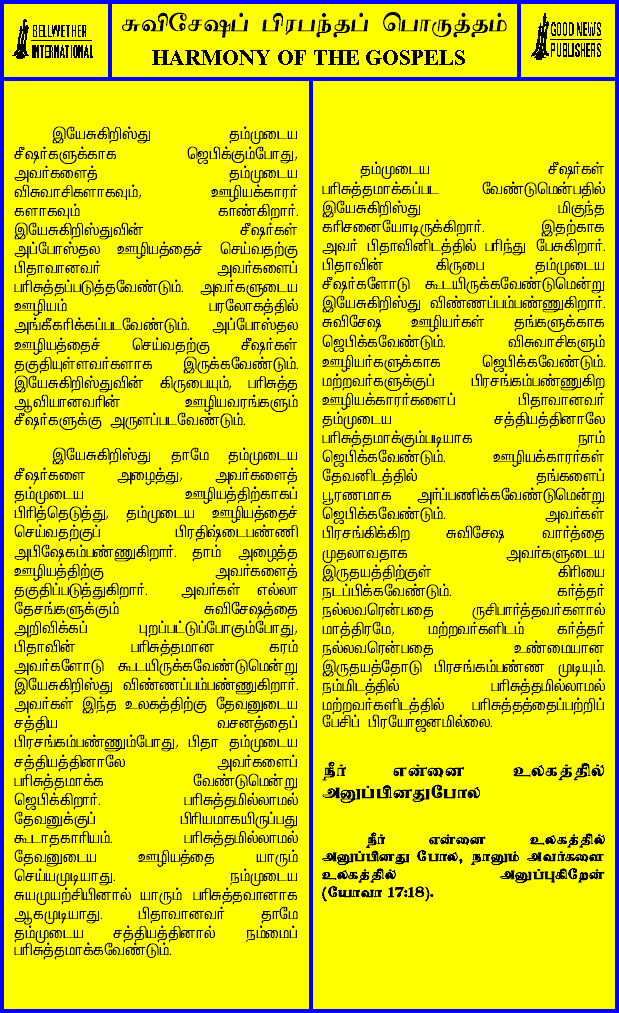 BELLWETHER
INTERNATIONAL
சுவிசேஷப் பிரபந்தப் பொருத்தம்
HARMONY OF THE GOSPELS
GOOD NEWS
PUBLISHERS
இயேசுகிறிஸ்து தம்முடைய
சீஷர்களுக்காக ஜெபிக்கும்போது,
அவர்களைத் தம்முடைய
விசுவாசிகளாகவும், ஊழியக்காரர்
களாகவும் காண்கிறார்.
இயேசுகிறிஸ்துவின் சீஷர்கள்
அப்போஸ்தல ஊழியத்தைச் செய்வதற்கு
பிதாவானவர் அவர்களைப்
பரிசுத்தப்படுத்தவேண்டும். அவர்களுடைய
ஊழியம் பரலோகத்தில்
அங்கீகரிக்கப்படவேண்டும். அப்போஸ்தல
ஊழியத்தைச் செய்வதற்கு சீஷர்கள்
தகுதியுள்ளவர்களாக இருக்கவேண்டும்.
இயேசுகிறிஸ்துவின் கிருபையும், பரிசுத்த
ஆவியானவரின் ஊழியவரங்களும்
சீஷர்களுக்கு அருளப்படவேண்டும்.
இயேசுகிறிஸ்து தாமே தம்முடைய
சீஷர்களை அழைத்து, அவர்களைத்
தம்முடைய ஊழியத்திற்காகப்
பிரித்தெடுத்து, தம்முடைய ஊழியத்தைச்
செய்வதற்குப் பிரதிஷ்டைபண்ணி
அபிஷேகம்பண்ணுகிறார். தாம் அழைத்த
ஊழியத்திற்கு அவர்களைத்
தகுதிப்படுத்துகிறார். அவர்கள் எல்லா
தேசங்களுக்கும் சுவிசேஷத்தை
அறிவிக்கப் புறப்பட்டுப்போகும்போது,
பிதாவின் பரிசுத்தமான கரம்
அவர்களோடு கூடயிருக்கவேண்டுமென்று
இயேசுகிறிஸ்து விண்ணப்பம்பண்ணுகிறார்.
அவர்கள் இந்த உலகத்திற்கு தேவனுடைய
சத்திய வசனத்தைப்
பிரசங்கம்பண்ணும்போது, பிதா தம்முடைய
சத்தியத்தினாலே அவர்களைப்
பரிசுத்தமாக்க வேண்டுமென்று
ஜெபிக்கிறார். பரிசுத்தமில்லாமல்
தேவனுக்குப் பிரியமாகயிருப்பது
கூடாதகாரியம். பரிசுத்தமில்லாமல்
தேவனுடைய ஊழியத்தை யாரும்
செய்யமுடியாது. நம்முடைய
சுயமுயற்சியினால் யாரும் பரிசுத்தவானாக
ஆகமுடியாது. பிதாவானவர் தாமே
தம்முடைய சத்தியத்தினால் நம்மைப்
பரிசுத்தமாக்கவேண்டும்.
தம்முடைய சீஷர்கள்
பரிசுத்தமாக்கப்பட வேண்டுமென்பதில்
இயேசுகிறிஸ்து மிகுந்த
கரிசனையோடிருக்கிறார். இதற்காக
அவர் பிதாவினிடத்தில் பரிந்து பேசுகிறார்.
பிதாவின் கிருபை தம்முடைய
சீஷர்களோடு கூடயிருக்கவேண்டுமென்று
இயேசுகிறிஸ்து விண்ணப்பம்பண்ணுகிறார்.
சுவிசேஷ ஊழியர்கள் தங்களுக்காக
ஜெபிக்கவேண்டும். விசுவாசிகளும்
ஊழியர்களுக்காக ஜெபிக்கவேண்டும்.
மற்றவர்களுக்குப் பிரசங்கம்பண்ணுகிற
ஊழியக்காரர்களைப் பிதாவானவர்
தம்முடைய சத்தியத்தினாலே
பரிசுத்தமாக்கும்படியாக நாம்
ஜெபிக்கவேண்டும். ஊழியக்காரர்கள்
தேவனிடத்தில் தங்களைப்
பூரணமாக அர்ப்பணிக்கவேண்டுமென்று
ஜெபிக்கவேண்டும். அவர்கள்
பிரசங்கிக்கிற சுவிசேஷ வார்த்தை
முதலாவதாக அவர்களுடைய
இருதயத்திற்குள் கிரியை
நடப்பிக்கவேண்டும். கர்த்தர்
நல்லவரென்பதை ருசிபார்த்தவர்களால்
மாத்திரமே, மற்றவர்களிடம் கர்த்தர்
நல்லவரென்பதை உண்மையான
இருதயத்தோடு பிரசங்கம்பண்ண முடியும்.
நம்மிடத்தில் பரிசுத்தமில்லாமல்
மற்றவர்களிடத்தில் பரிசுத்தத்தைப்பற்றிப்
பேசிப் பிரயோஜனமில்லை.
நீர் என்னை உலகத்தில்
அனுப்பினதுபோல
நீர் என்னை உலகத்தில்
அனுப்பினது போல, நானும் அவர்களை
உலகத்தில் அனுப்புகிறேன்
(யோவா 17:18).